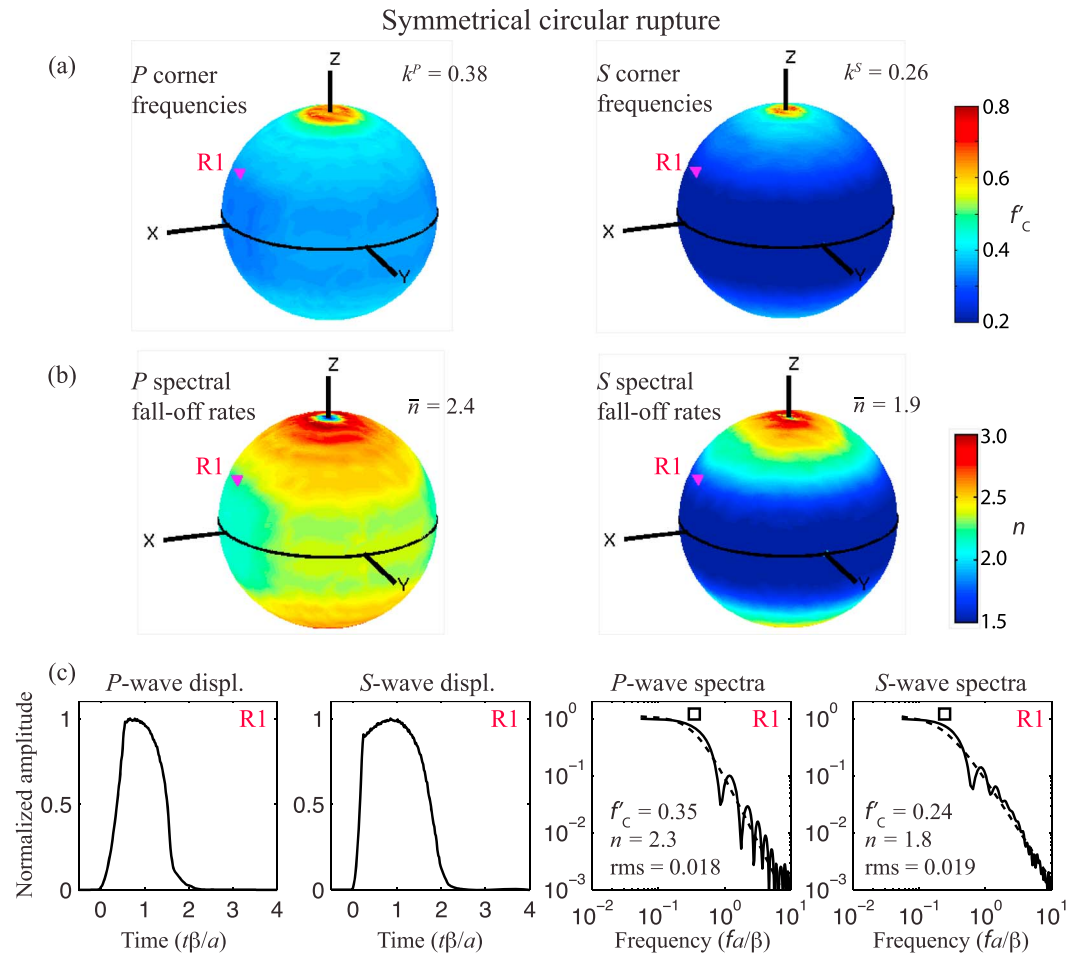 Symmetrical circular rupture
(a)
P corner
frequencies
k^P = 0.38
Z
R1
X
Y
S corner
frequencies
k^S = 0.26
Z
R1
X
Y
0.8
0.6
0.4
0.2
f'_C
(b)
P spectral
fall-off rates
n̄ = 2.4
Z
R1
X
Y
S spectral
fall-off rates
n̄ = 1.9
Z
R1
X
Y
3.0
2.5
2.0
1.5
n
(c)
P-wave displ.
R1
Normalized amplitude
1
0.5
0
0 1 2 3 4
Time (tβ/a)
S-wave displ.
R1
1
0.5
0
0 1 2 3 4
Time (tβ/a)
P-wave spectra
R1
10^0
10^-1
10^-2
10^-3
f'_C = 0.35
n = 2.3
rms = 0.018
10^-2 10^0 10^1
Frequency (fa/β)
S-wave spectra
R1
10^0
10^-1
10^-2
10^-3
f'_C = 0.24
n = 1.8
rms = 0.019
10^-2 10^-1 10^0 10^1
Frequency (fa/β)